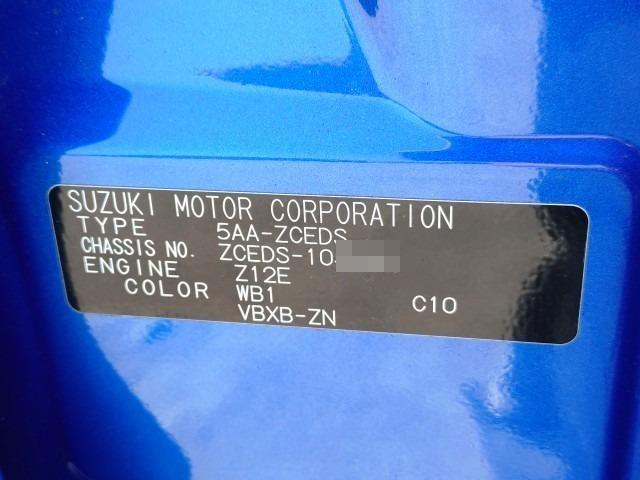 SUZUKI MOTOR CORPORATION
TYPE 5AA-ZCEDS
CHASSIS NO. ZCEDS-10
ENGINE Z12E
COLOR WB1 C10
VBXB-ZN